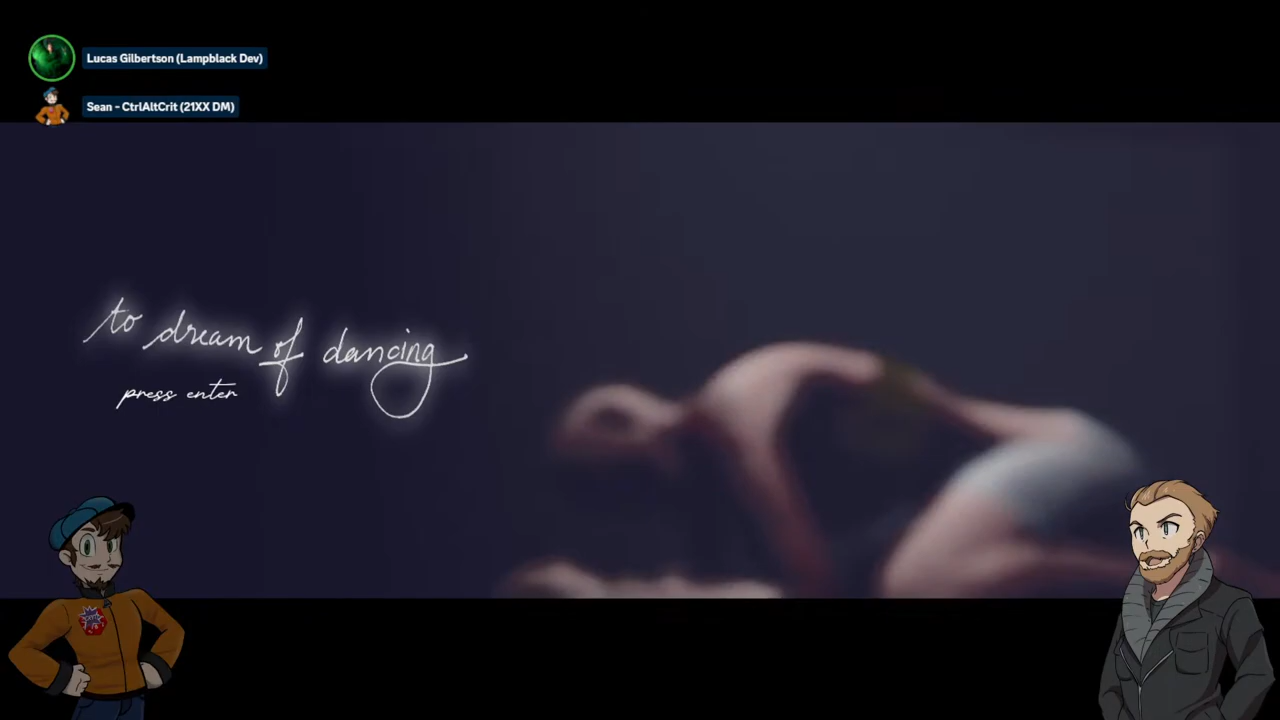 Lucas Gilbertson (Lampblack Dev)
Sean - CtrlAltCrit (21XX DM)
to dream of dancing
press enter